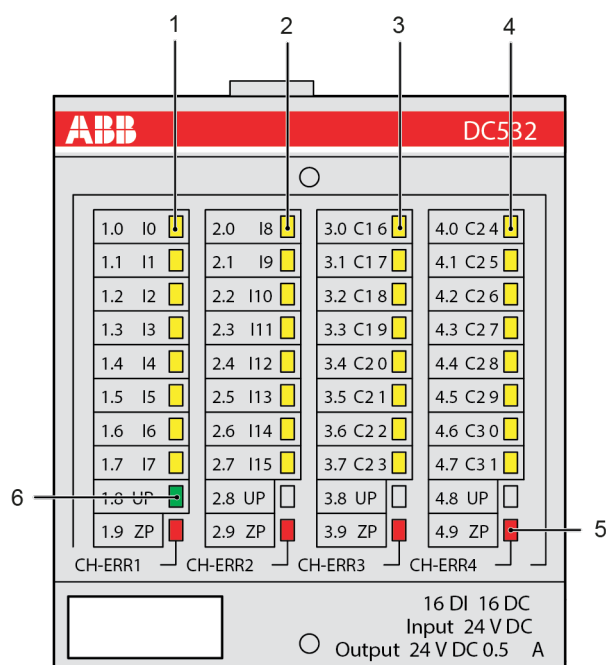 1 2 3 4
ABB DC532
1.0 I0 2.0 I8 3.0 C16 4.0 C24
1.1 I1 2.1 I9 3.1 C17 4.1 C25
1.2 I2 2.2 I10 3.2 C18 4.2 C26
1.3 I3 2.3 I11 3.3 C19 4.3 C27
1.4 I4 2.4 I12 3.4 C20 4.4 C28
1.5 I5 2.5 I13 3.5 C21 4.5 C29
1.6 I6 2.6 I14 3.6 C22 4.6 C30
1.7 I7 2.7 I15 3.7 C23 4.7 C31
6 1.8 UP 2.8 UP 3.8 UP 4.8 UP
1.9 ZP 2.9 ZP 3.9 ZP 4.9 ZP 5
CH-ERR1 CH-ERR2 CH-ERR3 CH-ERR4
16 DI 16 DC
Input 24 V DC
Output 24 V DC 0.5 A